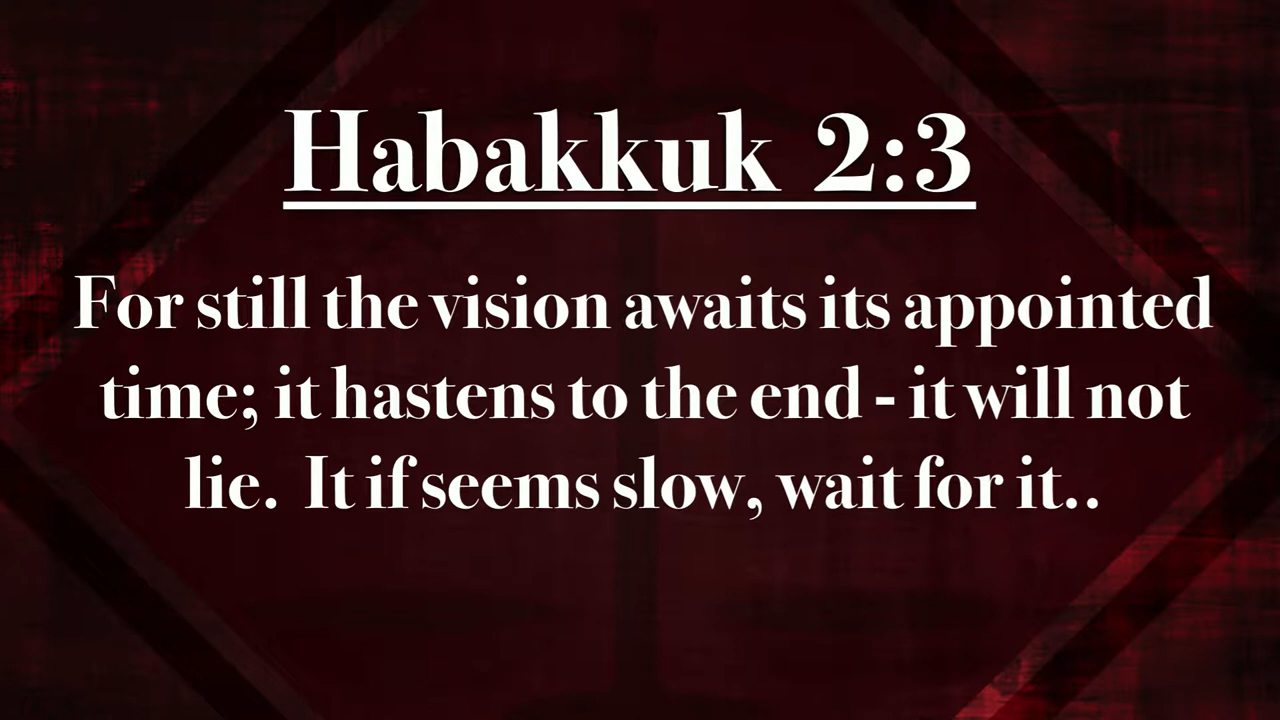 Habakkuk 2:3
For still the vision awaits its appointed
time; it hastens to the end - it will not
lie. It if seems slow, wait for it..